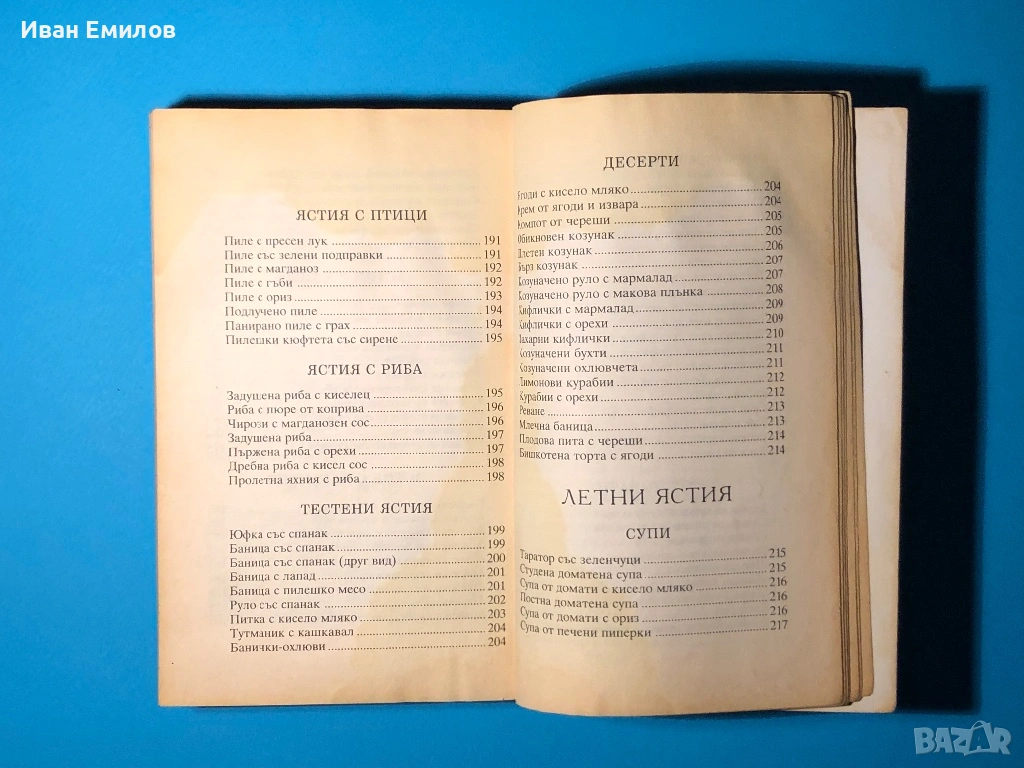 Иван Емилов
ЯСТИЯ С ПТИЦИ
Пиле с пресен лук 191
Пиле със зелени подправки 191
Пиле с магданоз 192
Пиле с гъби 192
Пиле с ориз 193
Подлучено пиле 194
Панирано пиле с грах 194
Пилешки кюфтета със сирене 195
ЯСТИЯ С РИБА
Задушена риба с киселец 195
Риба с пюре от коприва 196
Чирози с магданозен сос 196
Задушена риба 197
Пържена риба с орехи 197
Дребна риба с кисел сос 198
Пролетна яхния с риба 198
ТЕСТЕНИ ЯСТИЯ
Юфка със спанак 199
Баница със спанак 199
Баница със спанак (друг вид) 200
Баница с лапад 201
Баница с пилешко месо 201
Руло със спанак 202
Питка с кисело мляко 203
Тутманик с кашкавал 204
Банички-охлюви 204
ДЕСЕРТИ
Ягоди с кисело мляко 204
Крем от ягоди и извара 204
Компот от череши 205
Обикновен козунак 205
Плетен козунак 206
Бърз козунак 207
Козуначено руло с мармалад 207
Козуначено руло с макова плънка 208
Кифлички с мармалад 209
Кифлички с орехи 209
Захарни кифлички 210
Козуначени бухти 211
Козуначени охлювчета 211
Лимонови курабии 212
Курабии с орехи 212
Реване 213
Млечна баница 213
Плодова пита с череши 214
Бишкотена торта с ягоди 214
ЛЕТНИ ЯСТИЯ
СУПИ
Таратор със зеленчуци 215
Студена доматена супа 215
Супа от домати с кисело мляко 216
Постна доматена супа 216
Супа от домати с ориз 216
Супа от печени пиперки 217
BAZAR